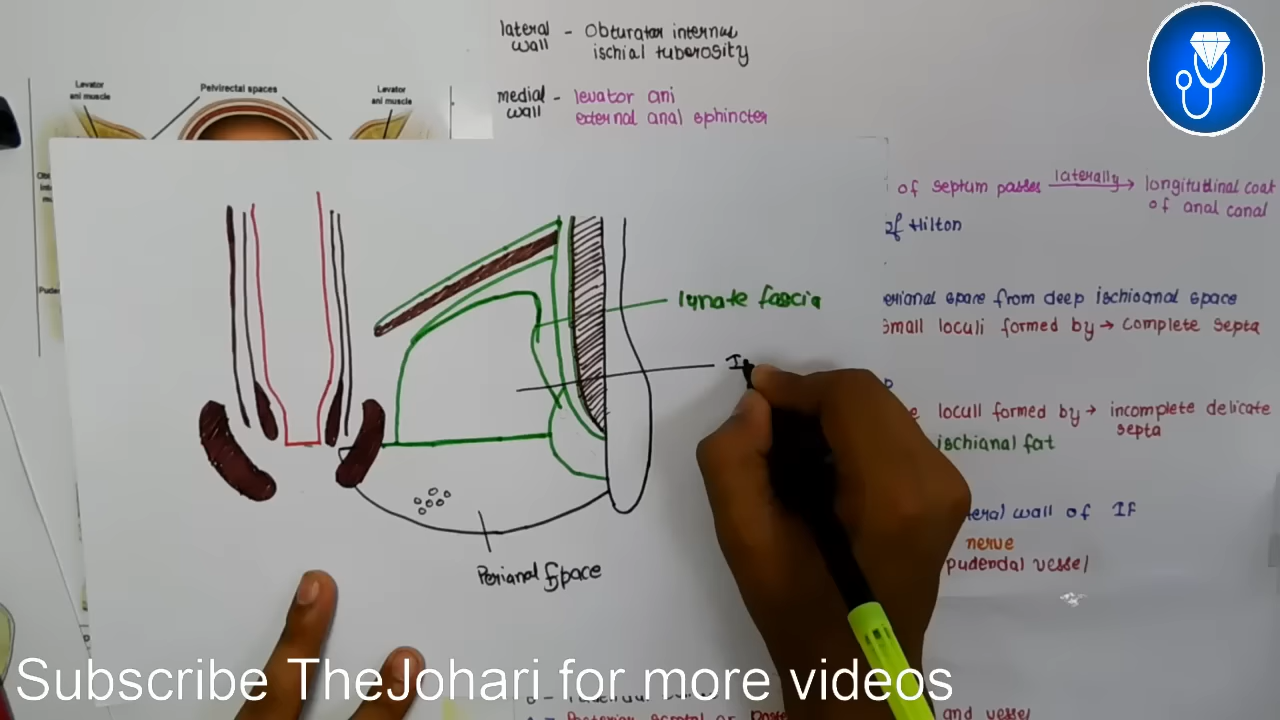 lateral wall - Obturator internal
ischial tuberosity
medial wall - levator ani
external anal sphincter
Levator
ani muscle
Pelvirectal spaces
Levator
ani muscle
of septum passes laterally → longitudinal coat
of anal canal
of Hilton
space from deep ischioanal space
small loculi formed by → complete septa
loculi formed by → incomplete delicate
septa
ischianal fat
wall of IF
nerve
pudendal vessel
lunate fascia
Perianal Space
and vessel
Subscribe TheJohari for more videos